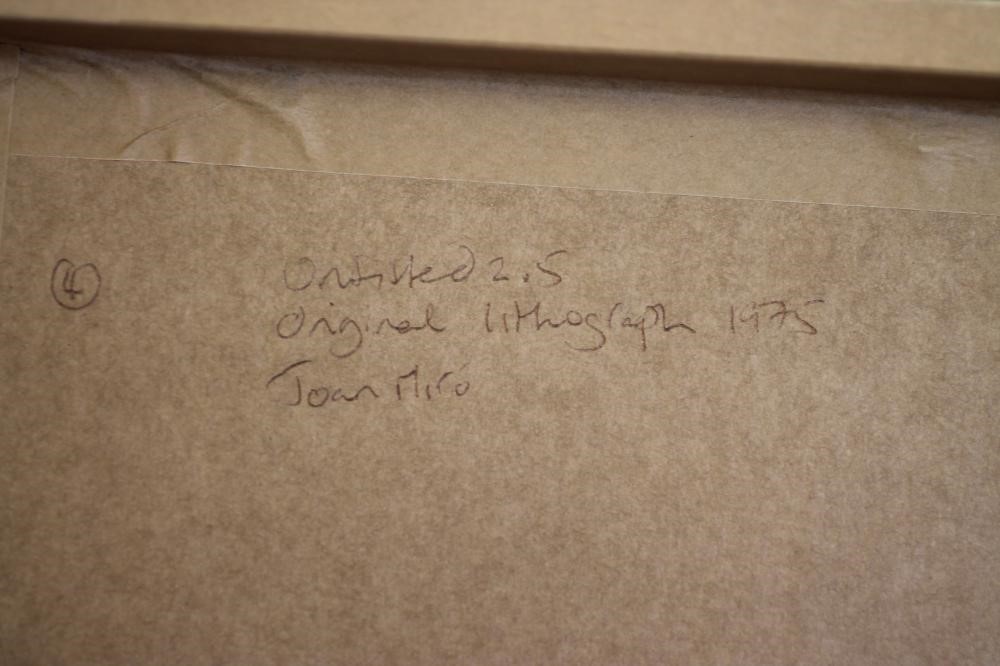 ④ Untitled 2.5
Original lithograph 1975
Joan Miró